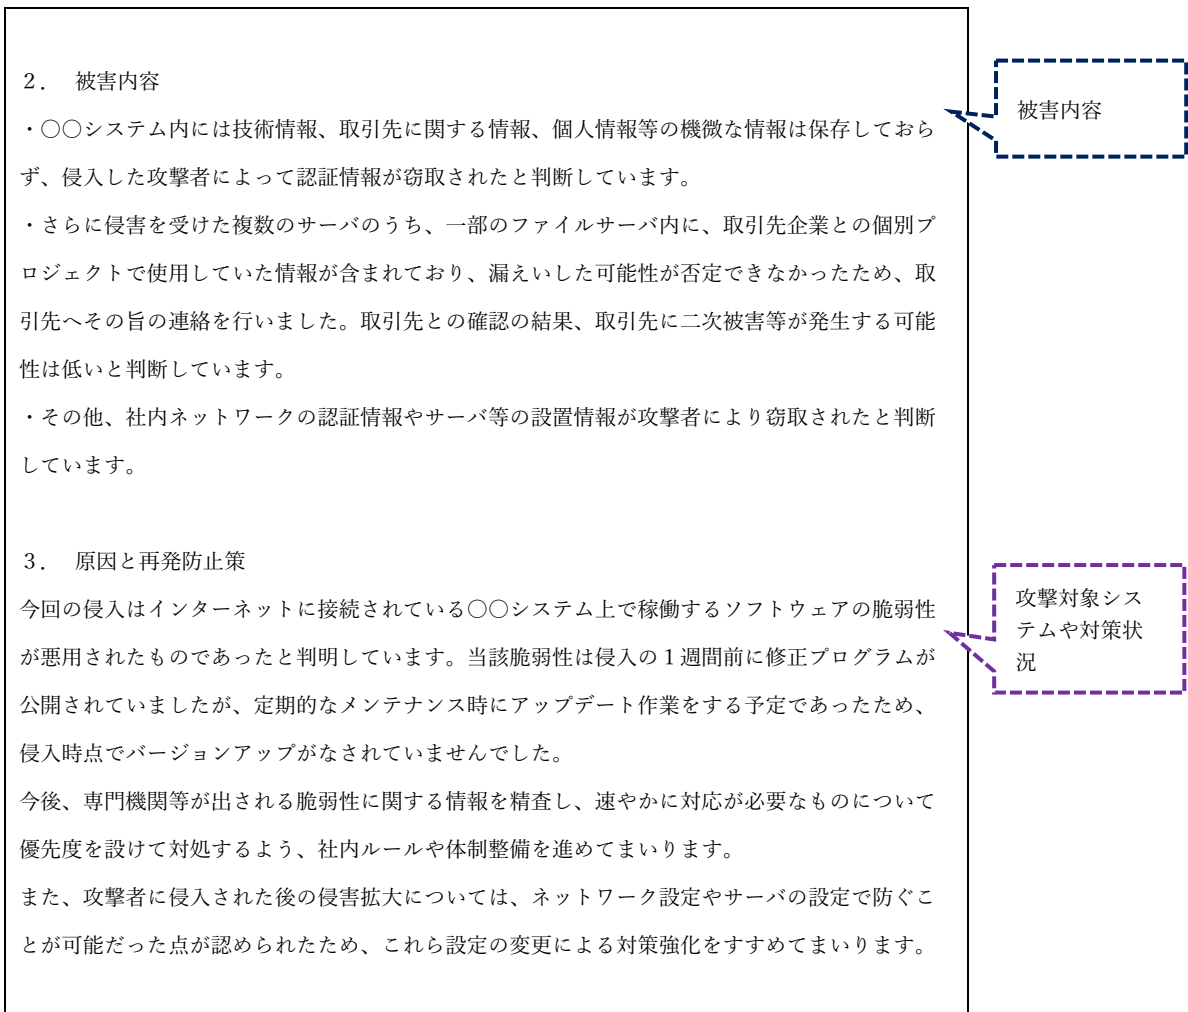 ２．　被害内容
・〇〇システム内には技術情報、取引先に関する情報、個人情報等の機微な情報は保存しておら
ず、侵入した攻撃者によって認証情報が窃取されたと判断しています。
・さらに侵害を受けた複数のサーバのうち、一部のファイルサーバ内に、取引先企業との個別プ
ロジェクトで使用していた情報が含まれており、漏えいした可能性が否定できなかったため、取
引先へその旨の連絡を行いました。取引先との確認の結果、取引先に二次被害等が発生する可能
性は低いと判断しています。
・その他、社内ネットワークの認証情報やサーバ等の設置情報が攻撃者により窃取されたと判断
しています。
３．　原因と再発防止策
今回の侵入はインターネットに接続されている〇〇システム上で稼働するソフトウェアの脆弱性
が悪用されたものであったと判明しています。当該脆弱性は侵入の 1 週間前に修正プログラムが
公開されていましたが、定期的なメンテナンス時にアップデート作業をする予定であったため、
侵入時点でバージョンアップがなされていませんでした。
今後、専門機関等が出される脆弱性に関する情報を精査し、速やかに対応が必要なものについて
優先度を設けて対処するよう、社内ルールや体制整備を進めてまいります。
また、攻撃者に侵入された後の侵害拡大については、ネットワーク設定やサーバの設定で防ぐこ
とが可能だった点が認められたため、これら設定の変更による対策強化をすすめてまいります。
被害内容
攻撃対象シス
テムや対策状
況